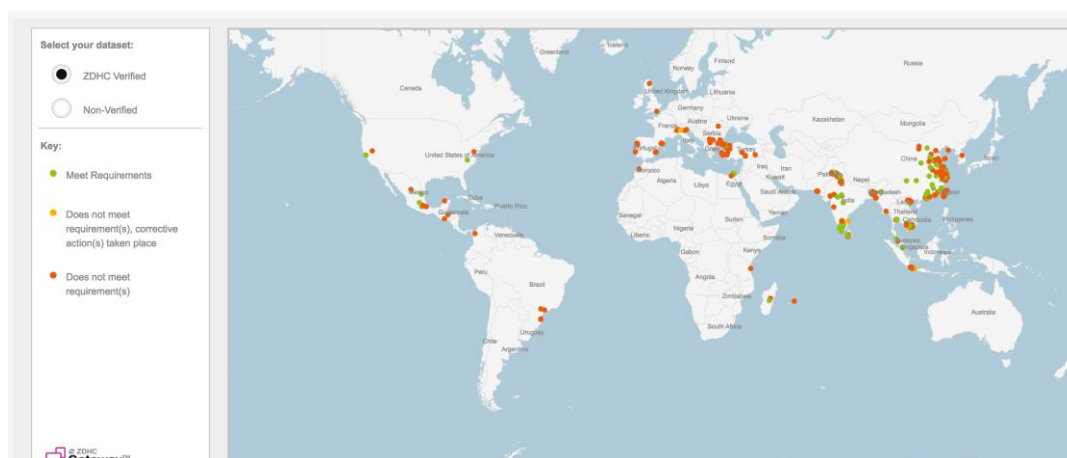 Select your dataset:
ZDHC Verified
Non-Verified
Key:
Meet Requirements
Does not meet
requirement(s), corrective
action(s) taken place
Does not meet
requirement(s)
Ø ZDHC
Gateway
Greenland
Iceland
Russia
Canada
Norway
Finland
United Kingdom
Lithuania
Germany
France
Austria
Ukraine
Kazakhstan
Mongolia
Serbia
Italy
United States of America
Portugal
Greece
Turkey
China
Japan
Iraq
Iran
Morocco
Algeria
Libya
Egypt
Kuwait
Nepal
Mexico
Cuba
Saudi Arabia
India
Bangladesh
Puerto Rico
Guatemala
Senegal
Sudan
Yemen
Thailand
Cambodia
Philippines
Venezuela
Liberia
Nigeria
Somalia
Malaysia
Singapore
Gabon
Kenya
Indonesia
Peru
Brazil
Angola
Zimbabwe
Australia
Chile
Uruguay
Argentina
South Africa